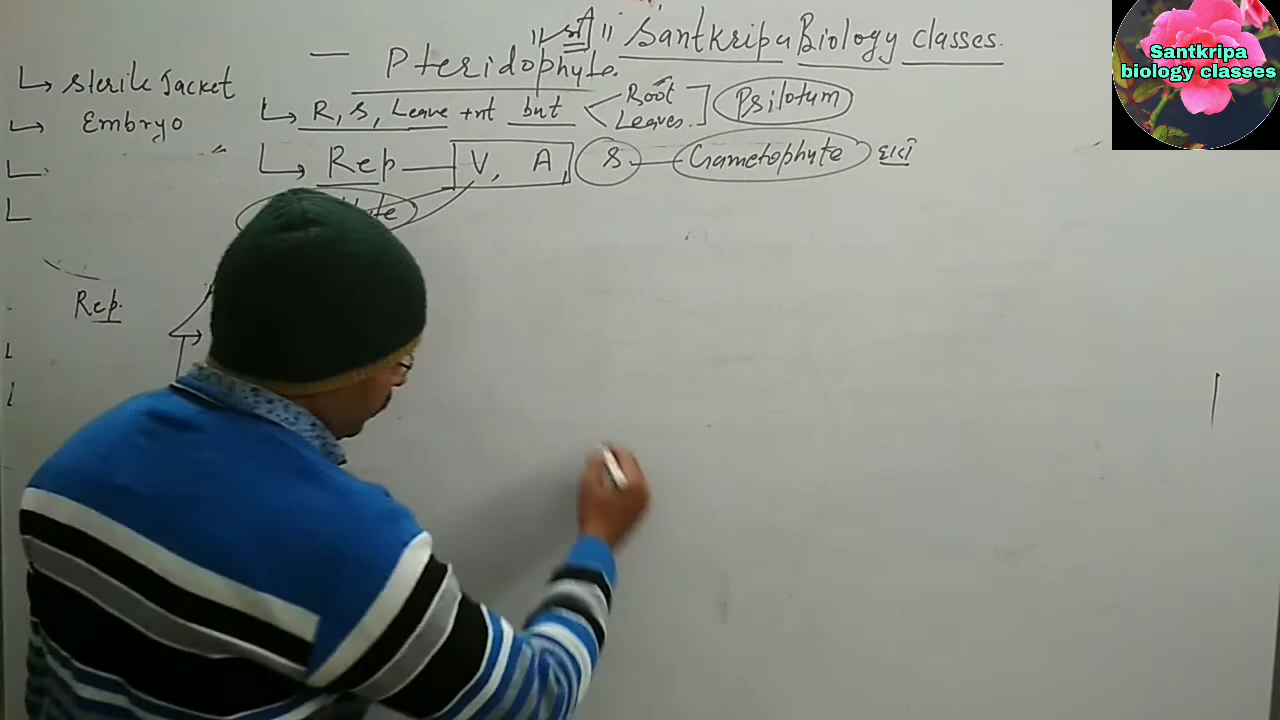 "A" Santkripa Biology classes.
— Pteridophyte.
R, S, Leave +nt but Root Leaves. Psilotum
Rep — V, A, S — Gametophyte द्वारा
Sterile Jacket
Embryo
Rep.
Santkripa
biology classes